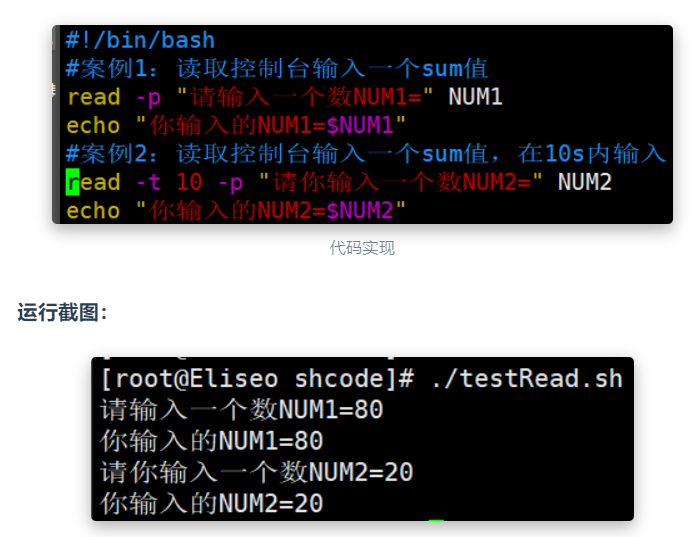 #!/bin/bash
#案例1：读取控制台输入一个sum值
read -p "请输入一个数NUM1=" NUM1
echo "你输入的NUM1=$NUM1"
#案例2：读取控制台输入一个sum值，在10s内输入
read -t 10 -p "请你输入一个数NUM2=" NUM2
echo "你输入的NUM2=$NUM2"
代码实现
运行截图：
[root@Eliseo shcode]# ./testRead.sh
请输入一个数NUM1=80
你输入的NUM1=80
请你输入一个数NUM2=20
你输入的NUM2=20